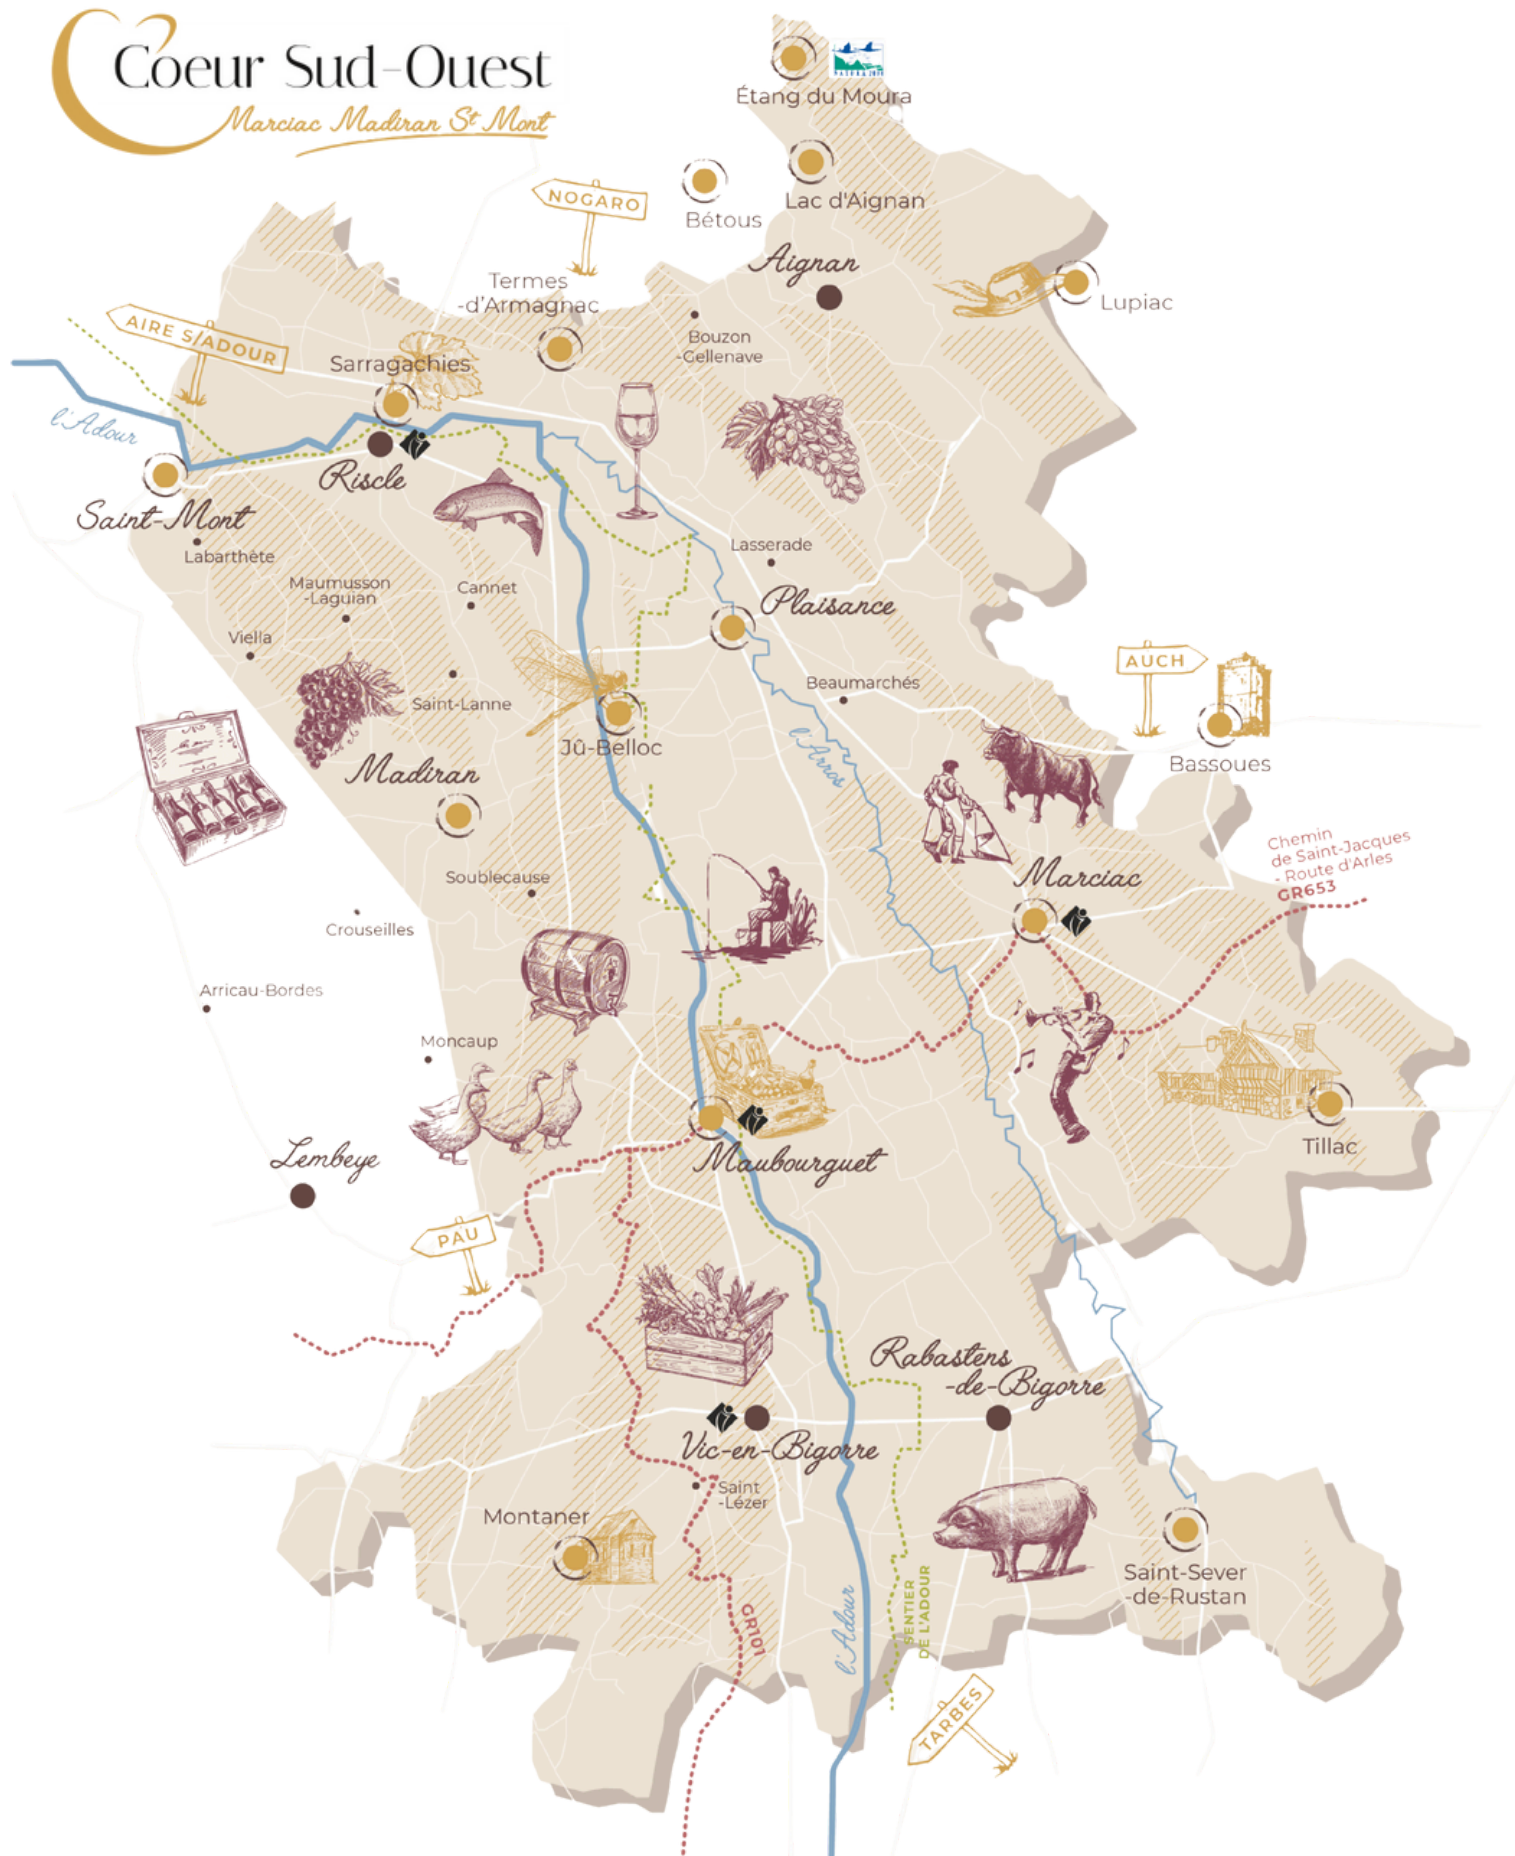 Coeur Sud-Ouest
Marciac Madiran St Mont
Étang du Moura
NATURA 2000
Lac d'Aignan
NOGARO
Bétous
Aignan
Termes
-d'Armagnac
Lupiac
AIRE S/ADOUR
Bouzon
-Gellenave
Sarragachies
l'Adour
Riscle
Saint-Mont
Labarthète
Lasserade
Maumusson
-Laguian
Cannet
Plaisance
Viella
AUCH
Saint-Lanne
Beaumarchés
Jû-Belloc
l'Arros
Bassoues
Madiran
Chemin
de Saint-Jacques
- Route d'Arles
GR653
Marciac
Soublecause
Crouseilles
Arricau-Bordes
Moncaup
Tillac
Lembeye
Maubourguet
PAU
Rabastens
-de-Bigorre
Vic-en-Bigorre
Saint
-Lézer
Montaner
Saint-Sever
-de-Rustan
GR101
l'Adour
SENTIER
DE L'ADOUR
TARBES